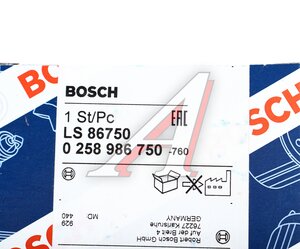 BOSCH
BOSCH
1 St/Pc
EAC
LS 86750
0 258 986 750 -760
Robert Bosch GmbH
Auf der Breit 4
76227 Karlsruhe
GERMANY
MD
929
440
BOSCH